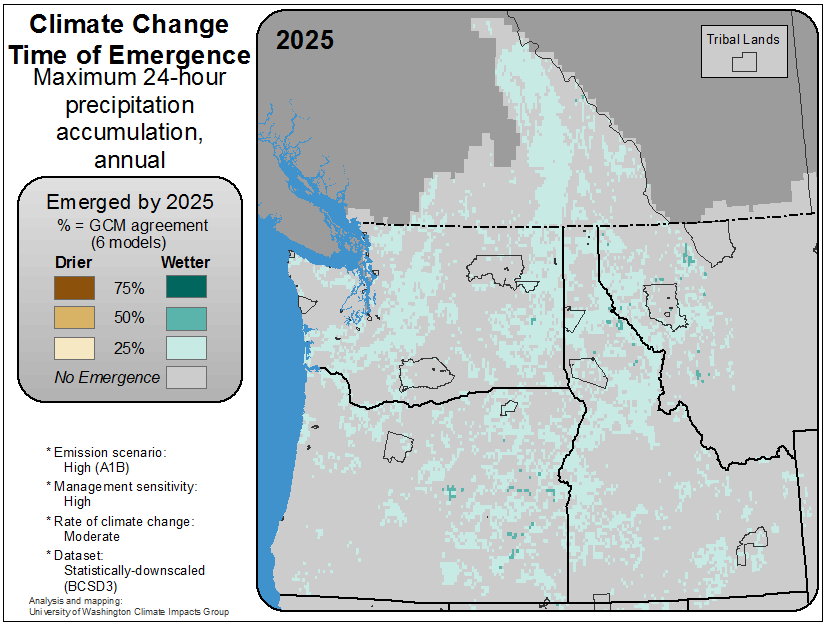 Climate Change
Time of Emergence
Maximum 24-hour
precipitation
accumulation,
annual
Emerged by 2025
% = GCM agreement
(6 models)
Drier Wetter
75%
50%
25%
No Emergence
* Emission scenario:
High (A1B)
* Management sensitivity:
High
* Rate of climate change:
Moderate
* Dataset:
Statistically-downscaled
(BCSD3)
Analysis and mapping:
University of Washington Climate Impacts Group
2025
Tribal Lands